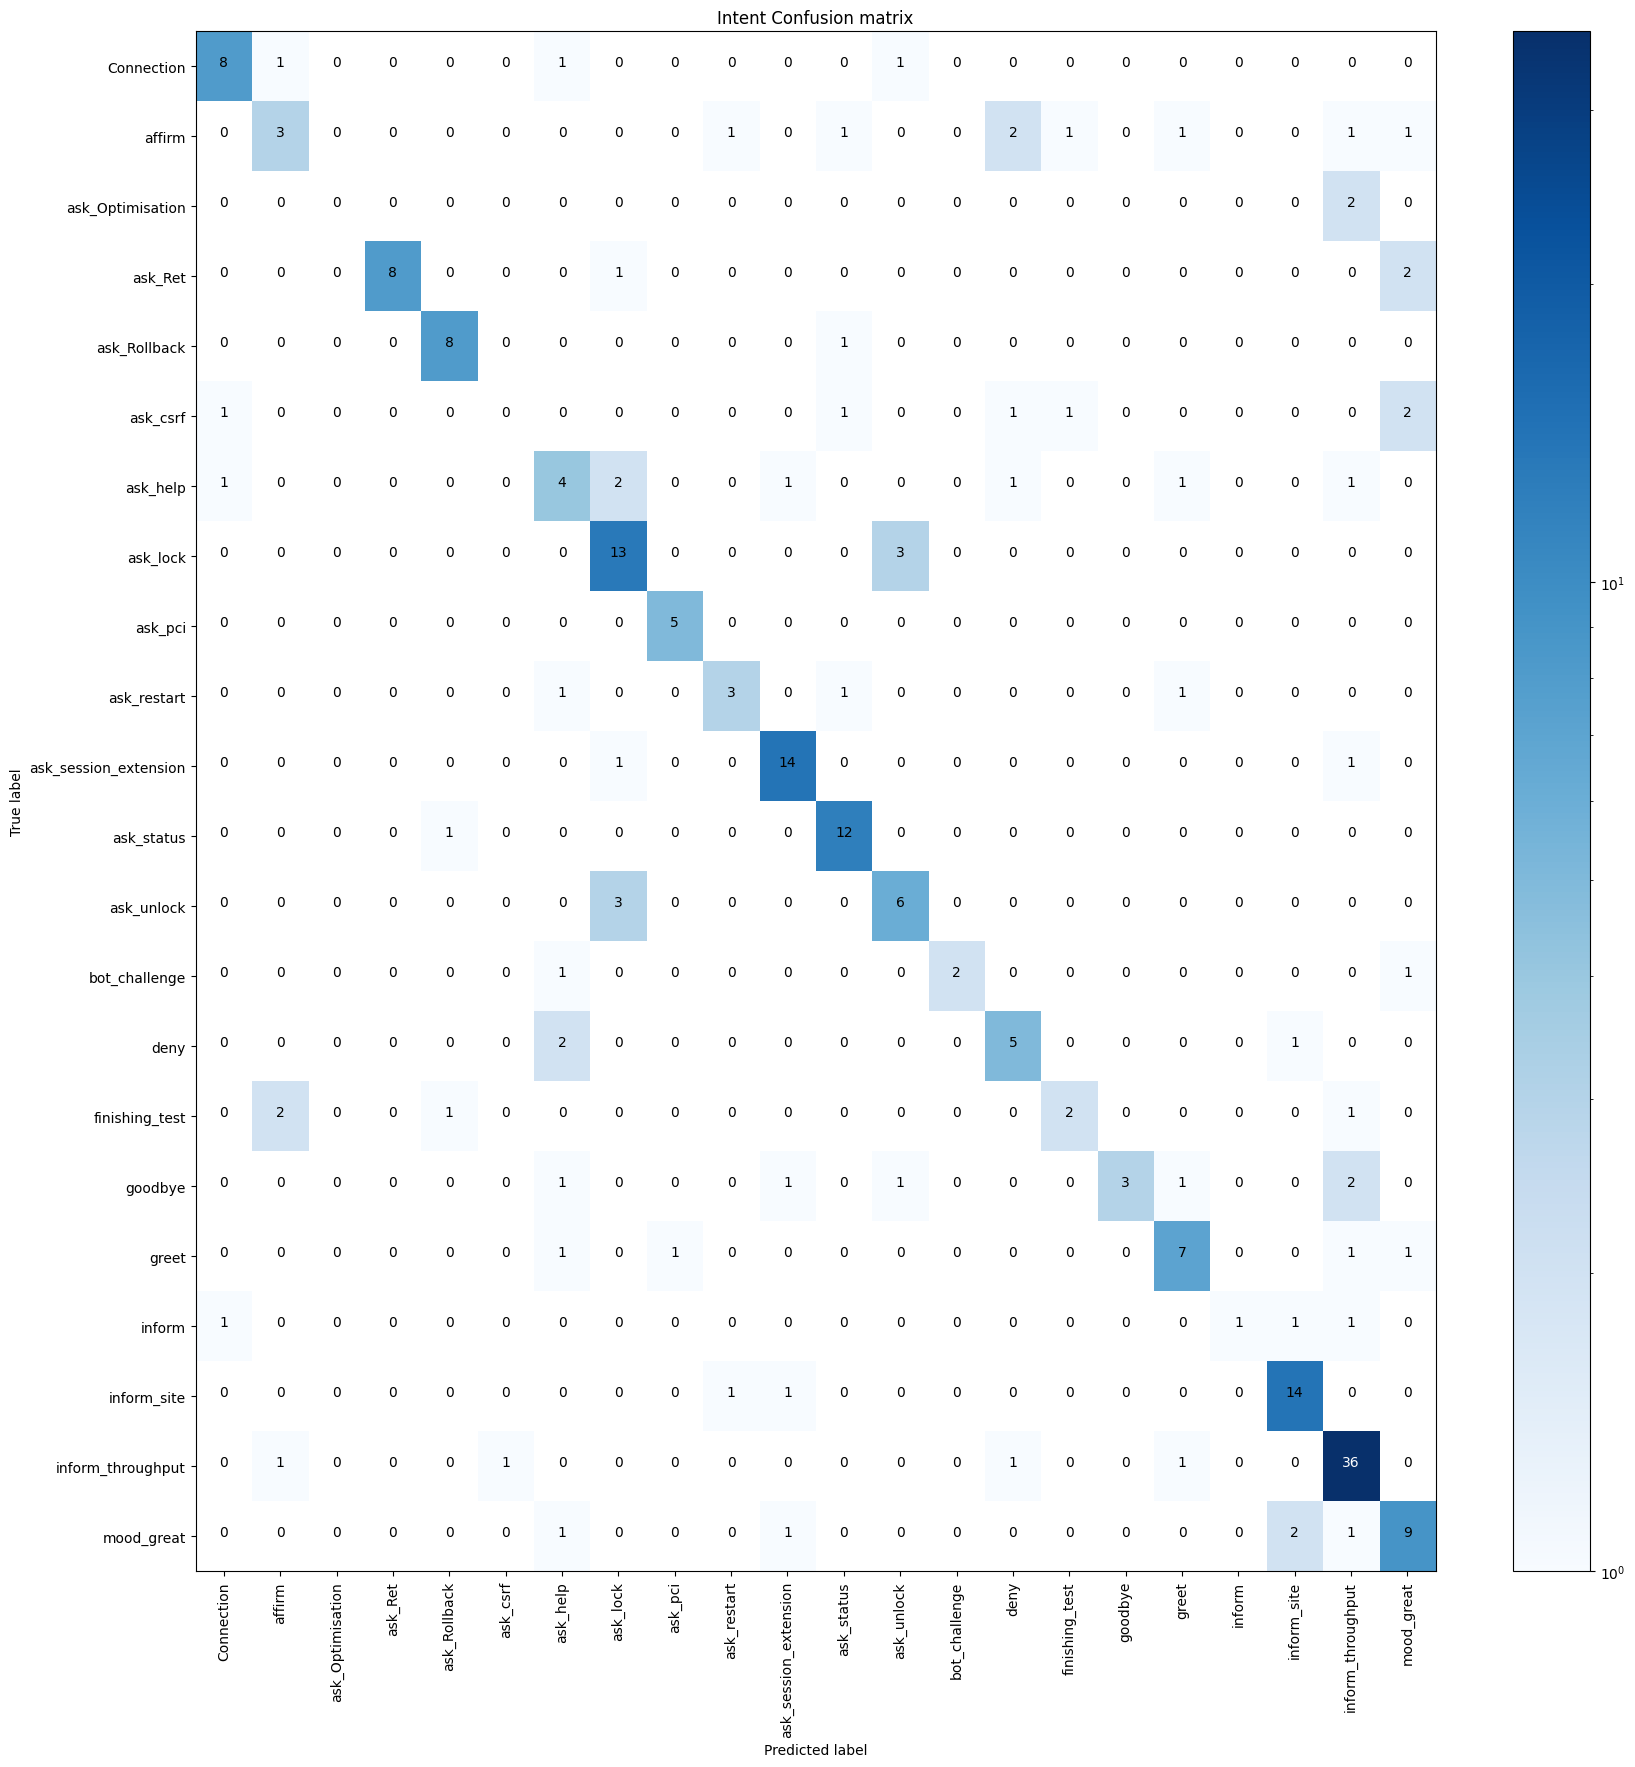 Intent Confusion matrix
Connection 8 1 0 0 0 0 1 0 0 0 0 0 1 0 0 0 0 0 0 0 0 0
affirm 0 3 0 0 0 0 0 0 0 1 0 1 0 0 2 1 0 1 0 0 1 1
ask_Optimisation 0 0 0 0 0 0 0 0 0 0 0 0 0 0 0 0 0 0 0 0 2 0
ask_Ret 0 0 0 8 0 0 0 1 0 0 0 0 0 0 0 0 0 0 0 0 0 2
ask_Rollback 0 0 0 0 8 0 0 0 0 0 0 1 0 0 0 0 0 0 0 0 0 0
ask_csrf 1 0 0 0 0 0 0 0 0 0 0 1 0 0 1 1 0 0 0 0 0 2
ask_help 1 0 0 0 0 0 4 2 0 0 1 0 0 0 1 0 0 1 0 0 1 0
ask_lock 0 0 0 0 0 0 0 13 0 0 0 0 3 0 0 0 0 0 0 0 0 0
10^1
ask_pci 0 0 0 0 0 0 0 0 5 0 0 0 0 0 0 0 0 0 0 0 0 0
ask_restart 0 0 0 0 0 0 1 0 0 3 0 1 0 0 0 0 0 1 0 0 0 0
ask_session_extension 0 0 0 0 0 0 0 1 0 0 14 0 0 0 0 0 0 0 0 0 1 0
True label
ask_status 0 0 0 0 1 0 0 0 0 0 0 12 0 0 0 0 0 0 0 0 0 0
ask_unlock 0 0 0 0 0 0 0 3 0 0 0 0 6 0 0 0 0 0 0 0 0 0
bot_challenge 0 0 0 0 0 0 1 0 0 0 0 0 0 2 0 0 0 0 0 0 0 1
deny 0 0 0 0 0 0 2 0 0 0 0 0 0 0 5 0 0 0 0 1 0 0
finishing_test 0 2 0 0 1 0 0 0 0 0 0 0 0 0 0 2 0 0 0 0 1 0
goodbye 0 0 0 0 0 0 1 0 0 0 1 0 1 0 0 0 3 1 0 0 2 0
greet 0 0 0 0 0 0 1 0 1 0 0 0 0 0 0 0 0 7 0 0 1 1
inform 1 0 0 0 0 0 0 0 0 0 0 0 0 0 0 0 0 0 1 1 1 0
inform_site 0 0 0 0 0 0 0 0 0 1 1 0 0 0 0 0 0 0 0 14 0 0
inform_throughput 0 1 0 0 0 1 0 0 0 0 0 0 0 0 1 0 0 1 0 0 36 0
mood_great 0 0 0 0 0 0 1 0 0 0 1 0 0 0 0 0 0 0 0 2 1 9
10^0
Connection
affirm
ask_Optimisation
ask_Ret
ask_Rollback
ask_csrf
ask_help
ask_lock
ask_pci
ask_restart
ask_session_extension
ask_status
ask_unlock
bot_challenge
deny
finishing_test
goodbye
greet
inform
inform_site
inform_throughput
mood_great
Predicted label